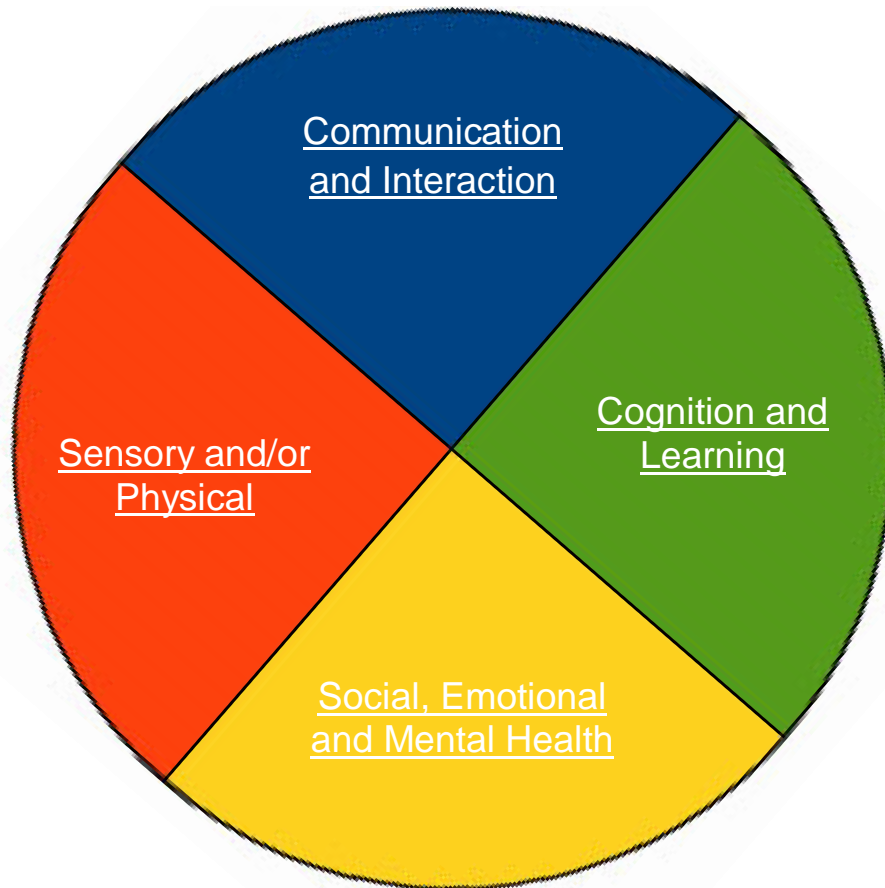 Communication
and Interaction
Cognition and
Learning
Sensory and/or
Physical
Social, Emotional
and Mental Health